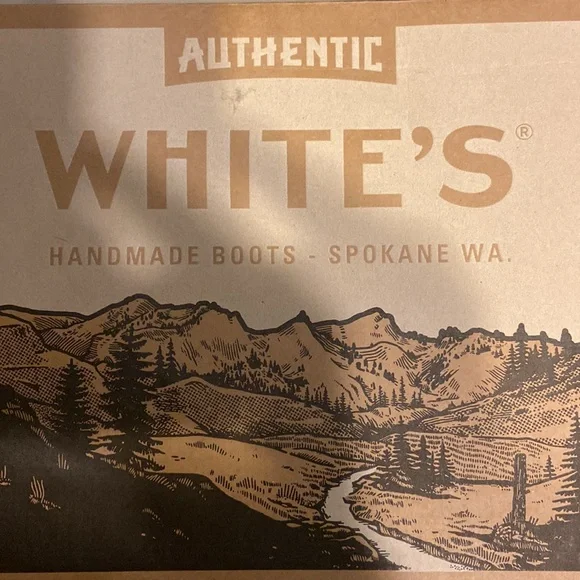 AUTHENTIC
WHITE'S®
HANDMADE BOOTS - SPOKANE WA.